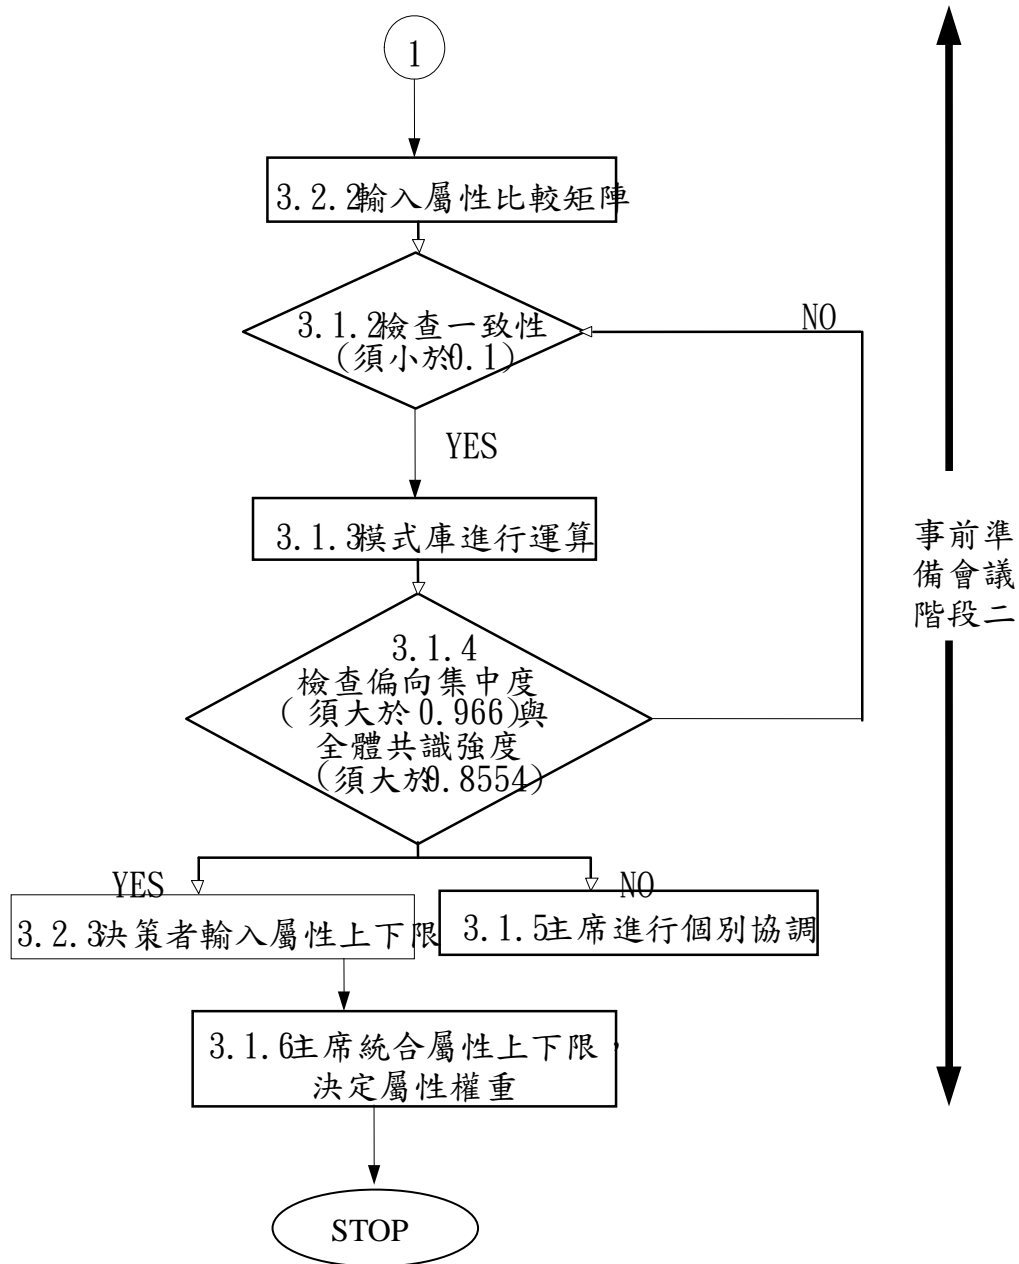 1
3.2.2輸入屬性比較矩陣
3.1.2檢查一致性
(須小於0.1)
NO
YES
3.1.3模式庫進行運算
3.1.4
檢查偏向集中度
( 須大於 0.966)與
全體共識強度
(須大於0.8554)
YES
NO
3.2.3決策者輸入屬性上下限
3.1.5主席進行個別協調
3.1.6主席統合屬性上下限，
決定屬性權重
STOP
事前準
備會議
階段二